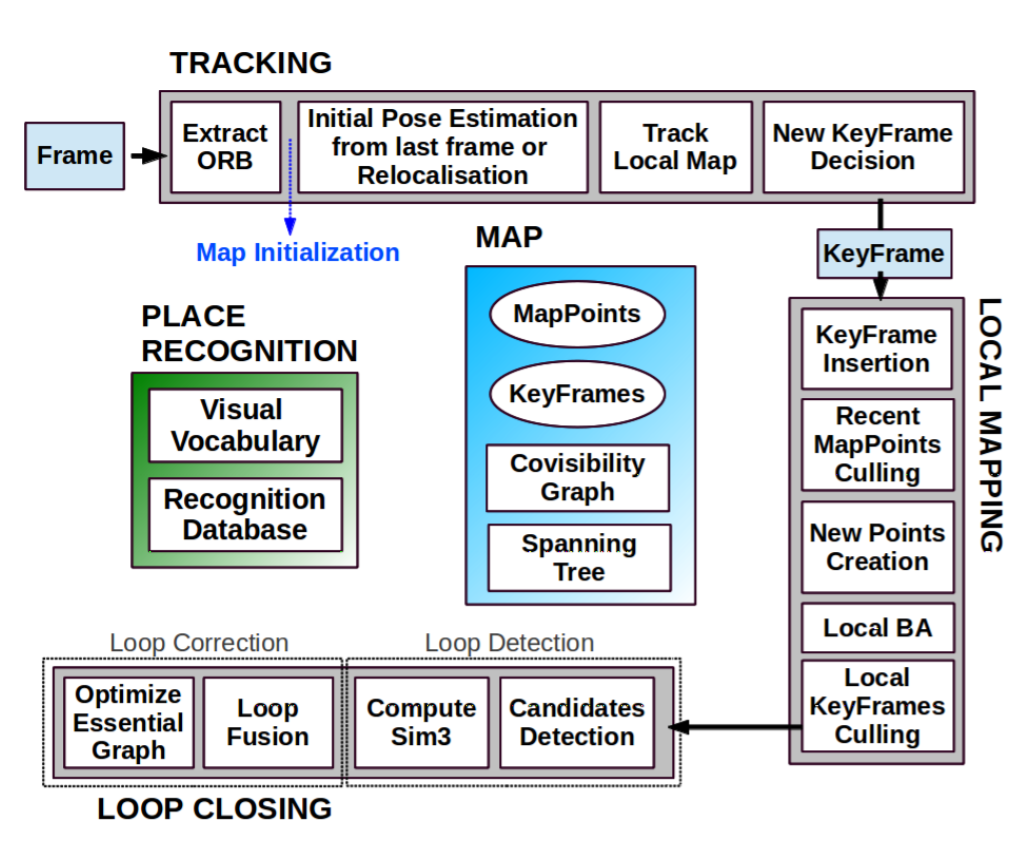 TRACKING
Frame
Extract
ORB
Initial Pose Estimation
from last frame or
Relocalisation
Track
Local Map
New KeyFrame
Decision
Map Initialization
MAP
KeyFrame
PLACE
RECOGNITION
Visual
Vocabulary
Recognition
Database
MapPoints
KeyFrames
Covisibility
Graph
Spanning
Tree
LOCAL MAPPING
KeyFrame
Insertion
Recent
MapPoints
Culling
New Points
Creation
Local BA
Local
KeyFrames
Culling
Loop Correction
Loop Detection
Optimize
Essential
Graph
Loop
Fusion
Compute
Sim3
Candidates
Detection
LOOP CLOSING